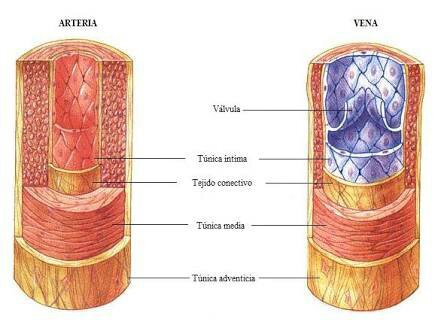 ARTERIA
VENA
Válvula
Túnica íntima
Tejido conectivo
Túnica media
Túnica adventicia